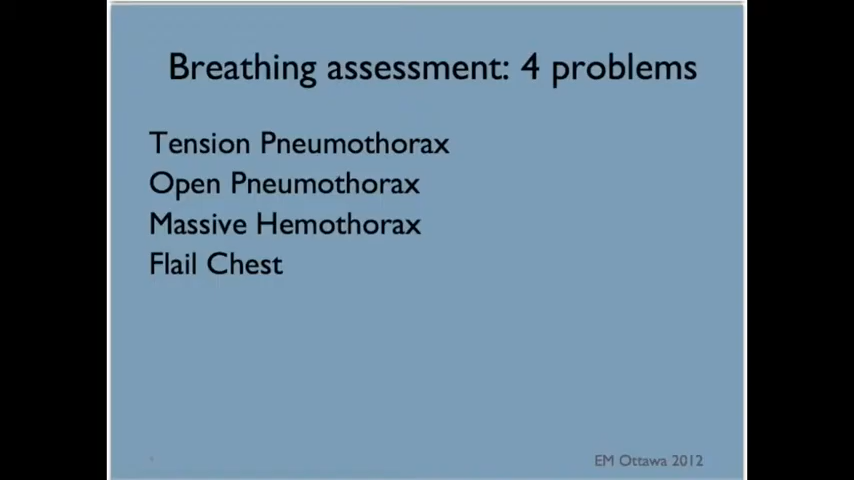 Breathing assessment: 4 problems
Tension Pneumothorax
Open Pneumothorax
Massive Hemothorax
Flail Chest
EM Ottawa 2012